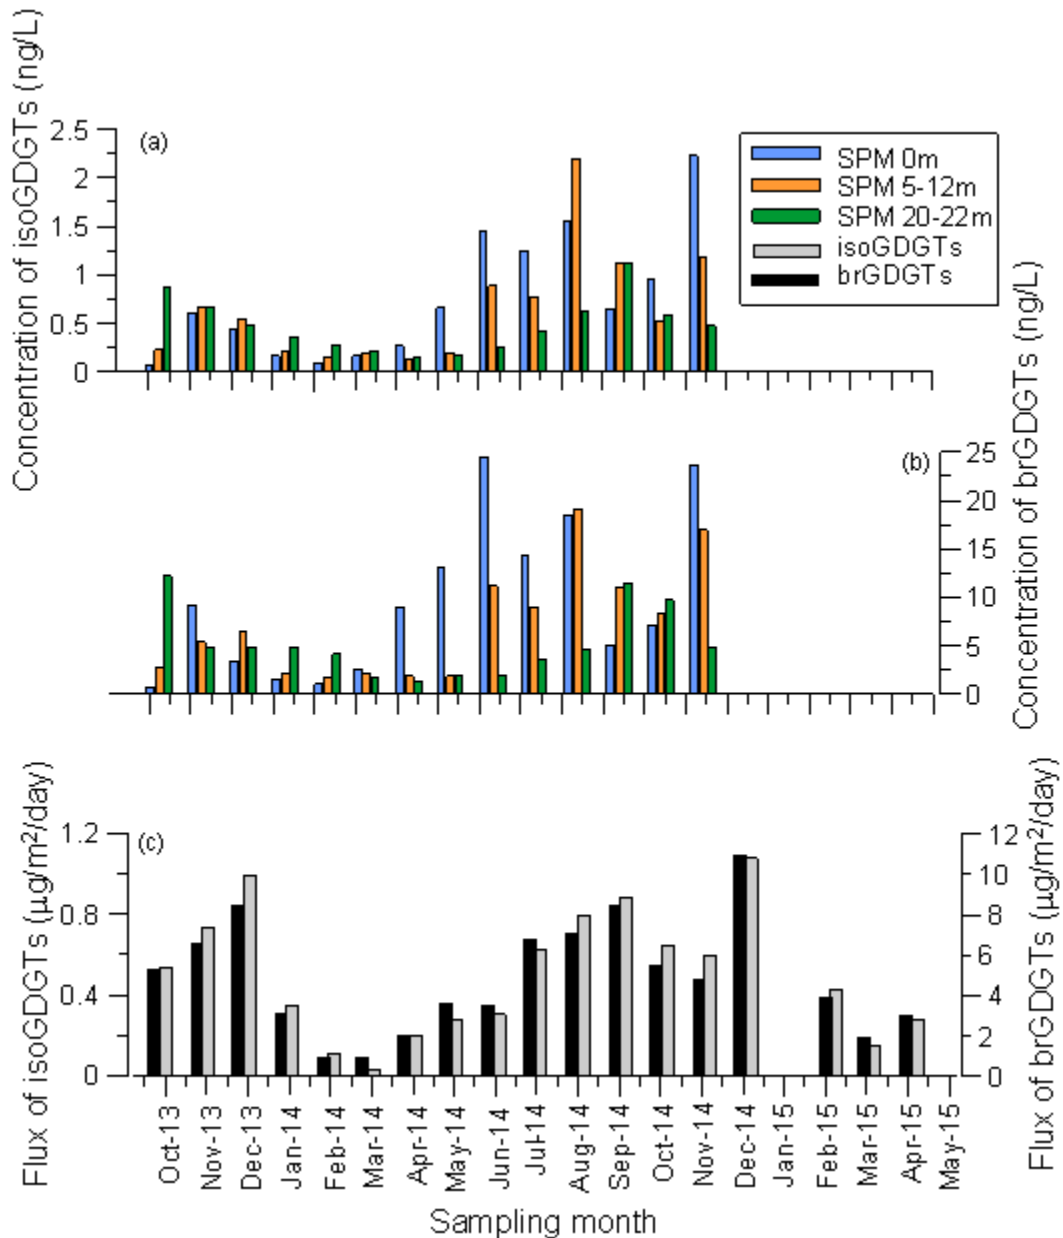 Concentration of isoGDGTs (ng/L)
2.5
2
1.5
1
0.5
0
(a)
SPM 0m
SPM 5-12m
SPM 20-22m
isoGDGTs
brGDGTs
Concentration of brGDGTs (ng/L)
(b)
25
20
15
10
5
0
Flux of isoGDGTs (µg/m²/day)
1.2
0.8
0.4
0
(c)
12
10
8
6
4
2
0
Flux of brGDGTs (µg/m²/day)
Oct-13
Nov-13
Dec-13
Jan-14
Feb-14
Mar-14
Apr-14
May-14
Jun-14
Jul-14
Aug-14
Sep-14
Oct-14
Nov-14
Dec-14
Jan-15
Feb-15
Mar-15
Apr-15
May-15
Sampling month